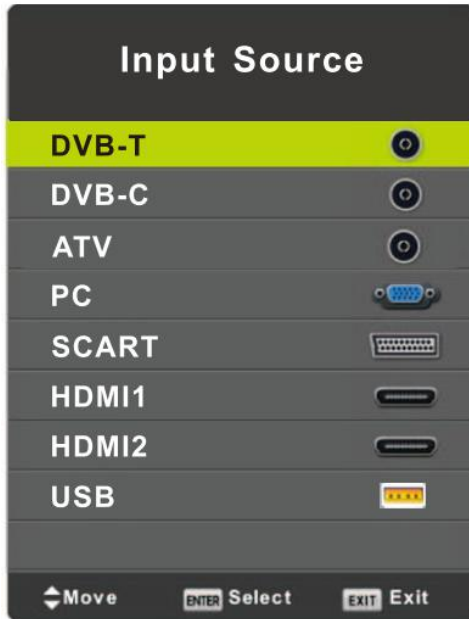 Input Source
DVB-T
DVB-C
ATV
PC
SCART
HDMI1
HDMI2
USB
Move ENTER Select EXIT Exit